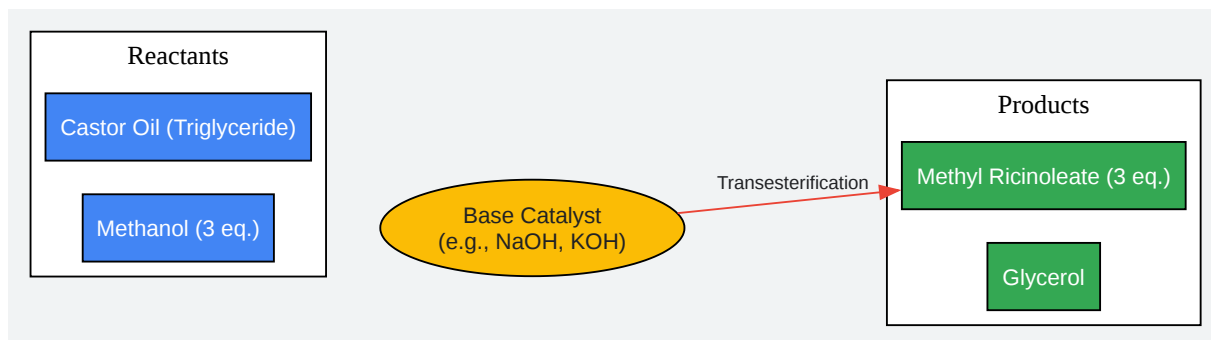 Reactants
Castor Oil (Triglyceride)
Methanol (3 eq.)
Base Catalyst
(e.g., NaOH, KOH)
Transesterification
Products
Methyl Ricinoleate (3 eq.)
Glycerol